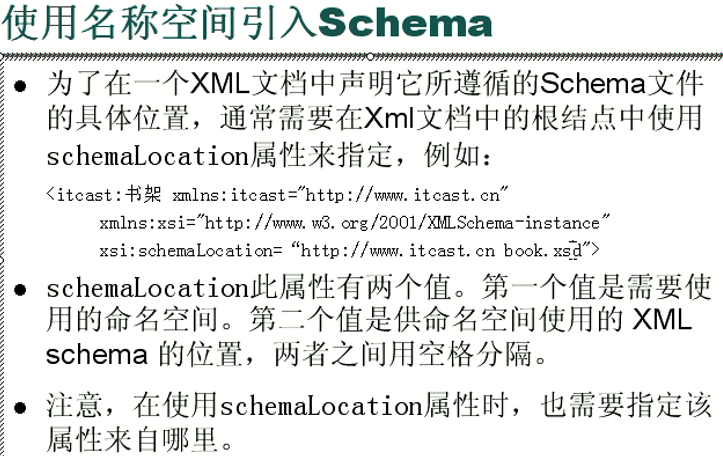 使用名称空间引入Schema
● 为了在一个XML文档中声明它所遵循的Schema文件
的具体位置，通常需要在Xml文档中的根结点中使用
schemaLocation属性来指定，例如：
<itcast:书架 xmlns:itcast="http://www.itcast.cn"
xmlns:xsi="http://www.w3.org/2001/XMLSchema-instance"
xsi:schemaLocation= “http://www.itcast.cn book.xsd">
● schemaLocation此属性有两个值。第一个值是需要使
用的命名空间。第二个值是供命名空间使用的 XML
schema 的位置，两者之间用空格分隔。
● 注意，在使用schemaLocation属性时，也需要指定该
属性来自哪里。